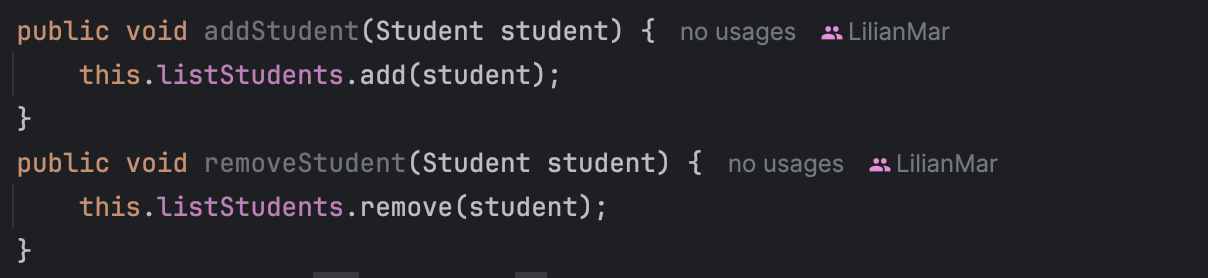 public void addStudent(Student student) { no usages LilianMar
this.listStudents.add(student);
}
public void removeStudent(Student student) { no usages LilianMar
this.listStudents.remove(student);
}